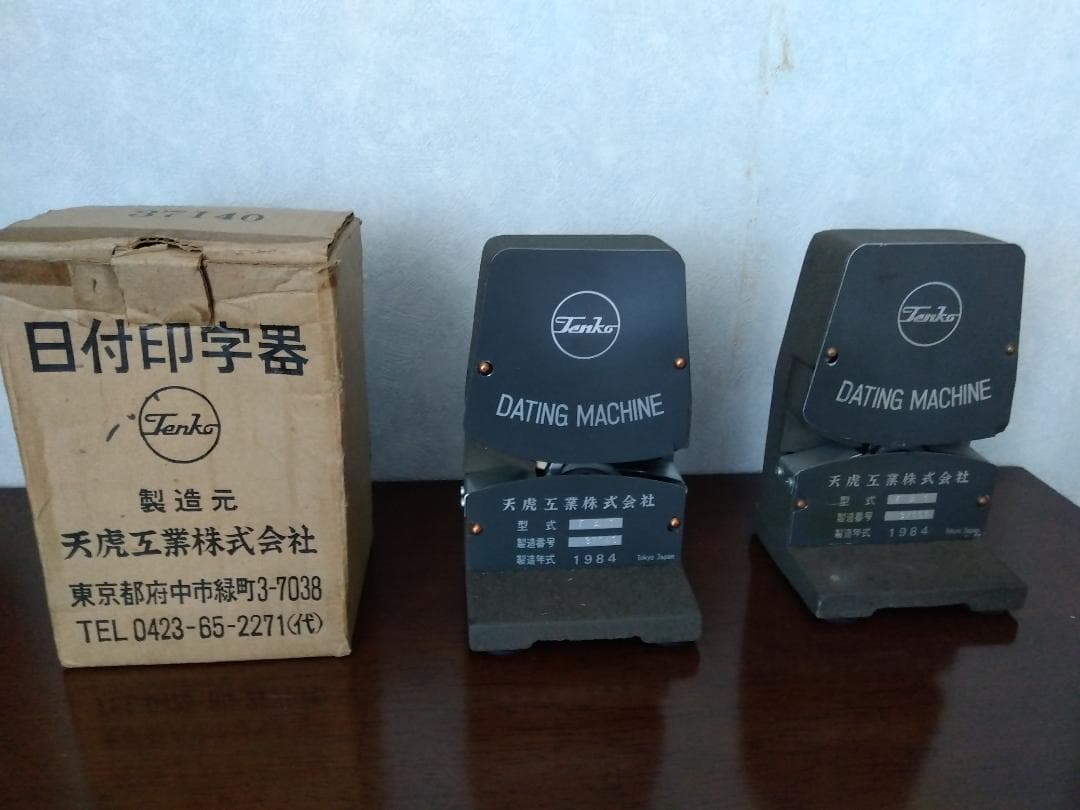 37140
日付印字器
Tenko
製造元
天虎工業株式会社
東京都府中市緑町3-7038
TEL 0423-65-2271(代)
Tenko
DATING MACHINE
天虎工業株式会社
型式
製造番号
製造年式 1984
Tokyo Japan
Tenko
DATING MACHINE
天虎工業株式会社
型式
製造番号
製造年式 1984
Tokyo Japan